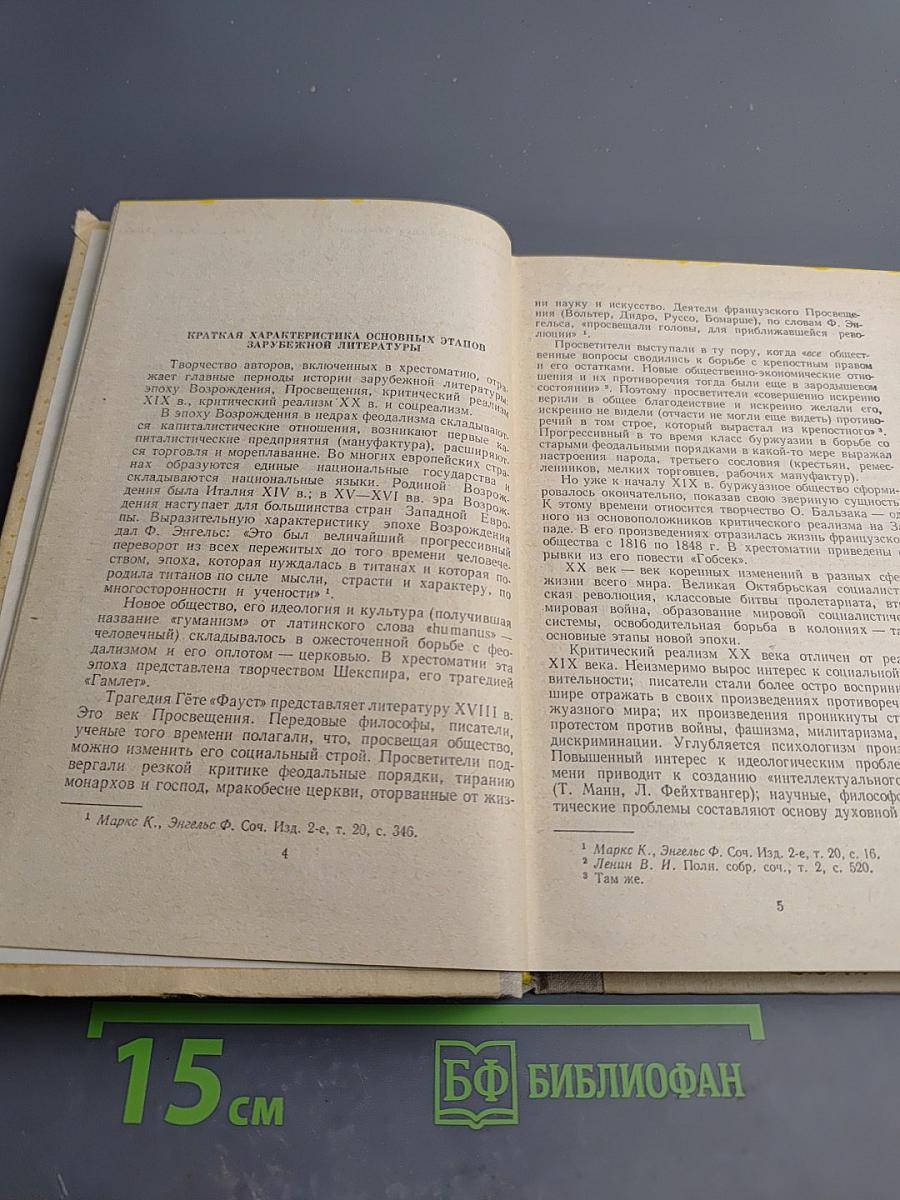 КРАТКАЯ ХАРАКТЕРИСТИКА ОСНОВНЫХ ЭТАПОВ
ЗАРУБЕЖНОЙ ЛИТЕРАТУРЫ
Творчество авторов, включенных в хрестоматию, отра-
жает главные периоды истории зарубежной литературы:
эпоху Возрождения, Просвещения, критический реализм
XIX в., критический реализм XX в. и соцреализм.
В эпоху Возрождения в недрах феодализма складывают-
ся капиталистические отношения, возникают первые ка-
питалистические предприятия (мануфактура), расширяют-
ся торговля и мореплавание. Во многих европейских стра-
нах образуются единые национальные государства и
складываются национальные языки. Родиной Возрож-
дения была Италия XIV в.; в XV—XVI вв. эра Возрож-
дения наступает для большинства стран Западной Евро-
пы. Выразительную характеристику эпохе Возрождения
дал Ф. Энгельс: «Это был величайший прогрессивный
переворот из всех пережитых до того времени человече-
ством, эпоха, которая нуждалась в титанах и которая по-
родила титанов по силе мысли, страсти и характеру, по
многосторонности и учености» ¹.
Новое общество, его идеология и культура (получившая
название «гуманизм» от латинского слова «humanus» —
человечный) складывалось в ожесточенной борьбе с фео-
дализмом и его оплотом — церковью. В хрестоматии эта
эпоха представлена творчеством Шекспира, его трагедией
«Гамлет».
Трагедия Гёте «Фауст» представляет литературу XVIII в.
Это век Просвещения. Передовые философы, писатели,
ученые того времени полагали, что, просвещая общество,
можно изменить его социальный строй. Просветители под-
вергали резкой критике феодальные порядки, тиранию
монархов и господ, мракобесие церкви, оторванные от жиз-
¹ Маркс К., Энгельс Ф. Соч. Изд. 2-е, т. 20, с. 346.
4
ни науку и искусство. Деятели французского Просвеще-
ния (Вольтер, Дидро, Руссо, Бомарше), по словам Ф. Эн-
гельса, «просвещали головы, для приближавшейся рево-
люции» ¹.
Просветители выступали в ту пору, когда «все общест-
венные вопросы сводились к борьбе с крепостным правом
и его остатками. Новые общественно-экономические отно-
шения и их противоречия тогда были еще в зародышевом
состоянии» ². Поэтому просветители «совершенно искренно
верили в общее благоденствие и искренно желали его,
искренно не видели (отчасти не могли еще видеть) противо-
речий в том строе, который вырастал из крепостного» ³.
Прогрессивный в то время класс буржуазии в борьбе со
старыми феодальными порядками в какой-то мере выражал
настроения народа, третьего сословия (крестьян, ремес-
ленников, мелких торговцев, рабочих мануфактур).
Но уже к началу XIX в. буржуазное общество сформи-
ровалось окончательно, показав свою звериную сущность.
К этому времени относится творчество О. Бальзака — од
ного из основоположников критического реализма на За
паде. В его произведениях отразилась жизнь французско
общества с 1816 по 1848 г. В хрестоматии приведены
рывки из его повести «Гобсек».
XX век — век коренных изменений в разных сфе
жизни всего мира. Великая Октябрьская социалист
ская революция, классовые битвы пролетариата, вт
мировая война, образование мировой социалистиче
системы, освободительная борьба в колониях — та
основные этапы новой эпохи.
Критический реализм XX века отличен от реа
XIX века. Неизмеримо вырос интерес к социальной
вительности; писатели стали более остро восприни
шире отражать в своих произведениях противореч
жуазного мира; их произведения проникнуты ст
протестом против войны, фашизма, милитаризма,
дискриминации. Углубляется психологизм произ
Повышенный интерес к идеологическим пробле
мени приводит к созданию «интеллектуального
(Т. Манн, Л. Фейхтвангер); научные, философс
тические проблемы составляют основу духовной
¹ Маркс К., Энгельс Ф. Соч. Изд. 2-е, т. 20, с. 16.
² Ленин В. И. Полн. собр. соч., т. 2, с. 520.
³ Там же.
5
15 см
БФ БИБЛИОФАН